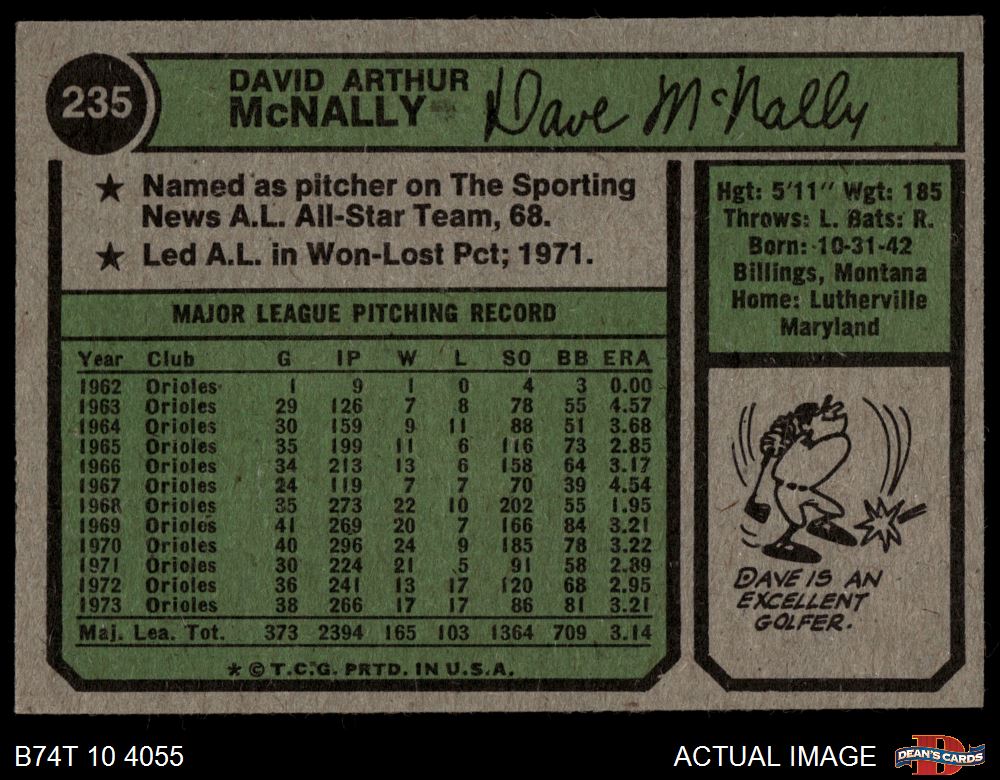 235
DAVID ARTHUR
McNALLY
Dave McNally
★ Named as pitcher on The Sporting
News A.L. All-Star Team, 68.
★ Led A.L. in Won-Lost Pct; 1971.
Hgt: 5'11" Wgt: 185
Throws: L. Bats: R.
Born: 10-31-42
Billings, Montana
Home: Lutherville
Maryland
MAJOR LEAGUE PITCHING RECORD
Year Club G IP W L SO BB ERA
1962 Orioles 1 9 1 0 4 3 0.00
1963 Orioles 29 126 7 8 78 55 4.57
1964 Orioles 30 159 9 11 88 51 3.68
1965 Orioles 35 199 11 6 116 73 2.85
1966 Orioles 34 213 13 6 158 64 3.17
1967 Orioles 24 119 7 7 70 39 4.54
1968 Orioles 35 273 22 10 202 55 1.95
1969 Orioles 41 269 20 7 166 84 3.21
1970 Orioles 40 296 24 9 185 78 3.22
1971 Orioles 30 224 21 5 91 58 2.89
1972 Orioles 36 241 13 17 120 68 2.95
1973 Orioles 38 266 17 17 86 81 3.21
Maj. Lea. Tot. 373 2394 165 103 1364 709 3.14
* © T.C.G. PRTD. IN U.S.A.
DAVE IS AN
EXCELLENT
GOLFER.
B74T 10 4055
ACTUAL IMAGE
D
DEAN'S CARDS